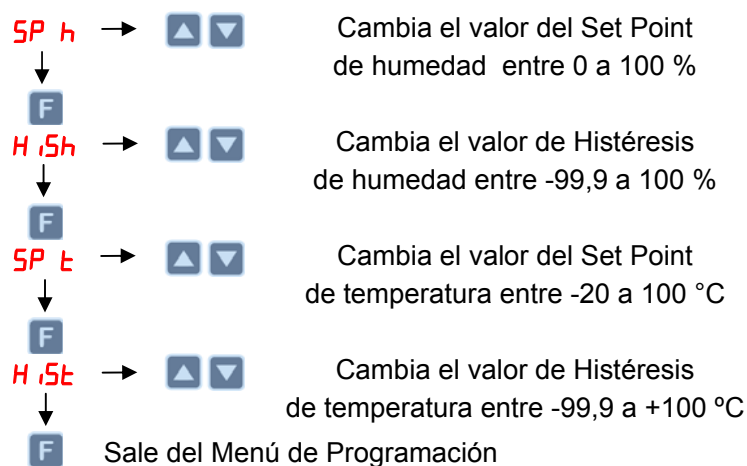 SP h Cambia el valor del Set Point
de humedad entre 0 a 100 %
F
HiSh Cambia el valor de Histéresis
de humedad entre -99,9 a 100 %
F
SP t Cambia el valor del Set Point
de temperatura entre -20 a 100 °C
F
HiSt Cambia el valor de Histéresis
de temperatura entre -99,9 a +100 ºC
F Sale del Menú de Programación